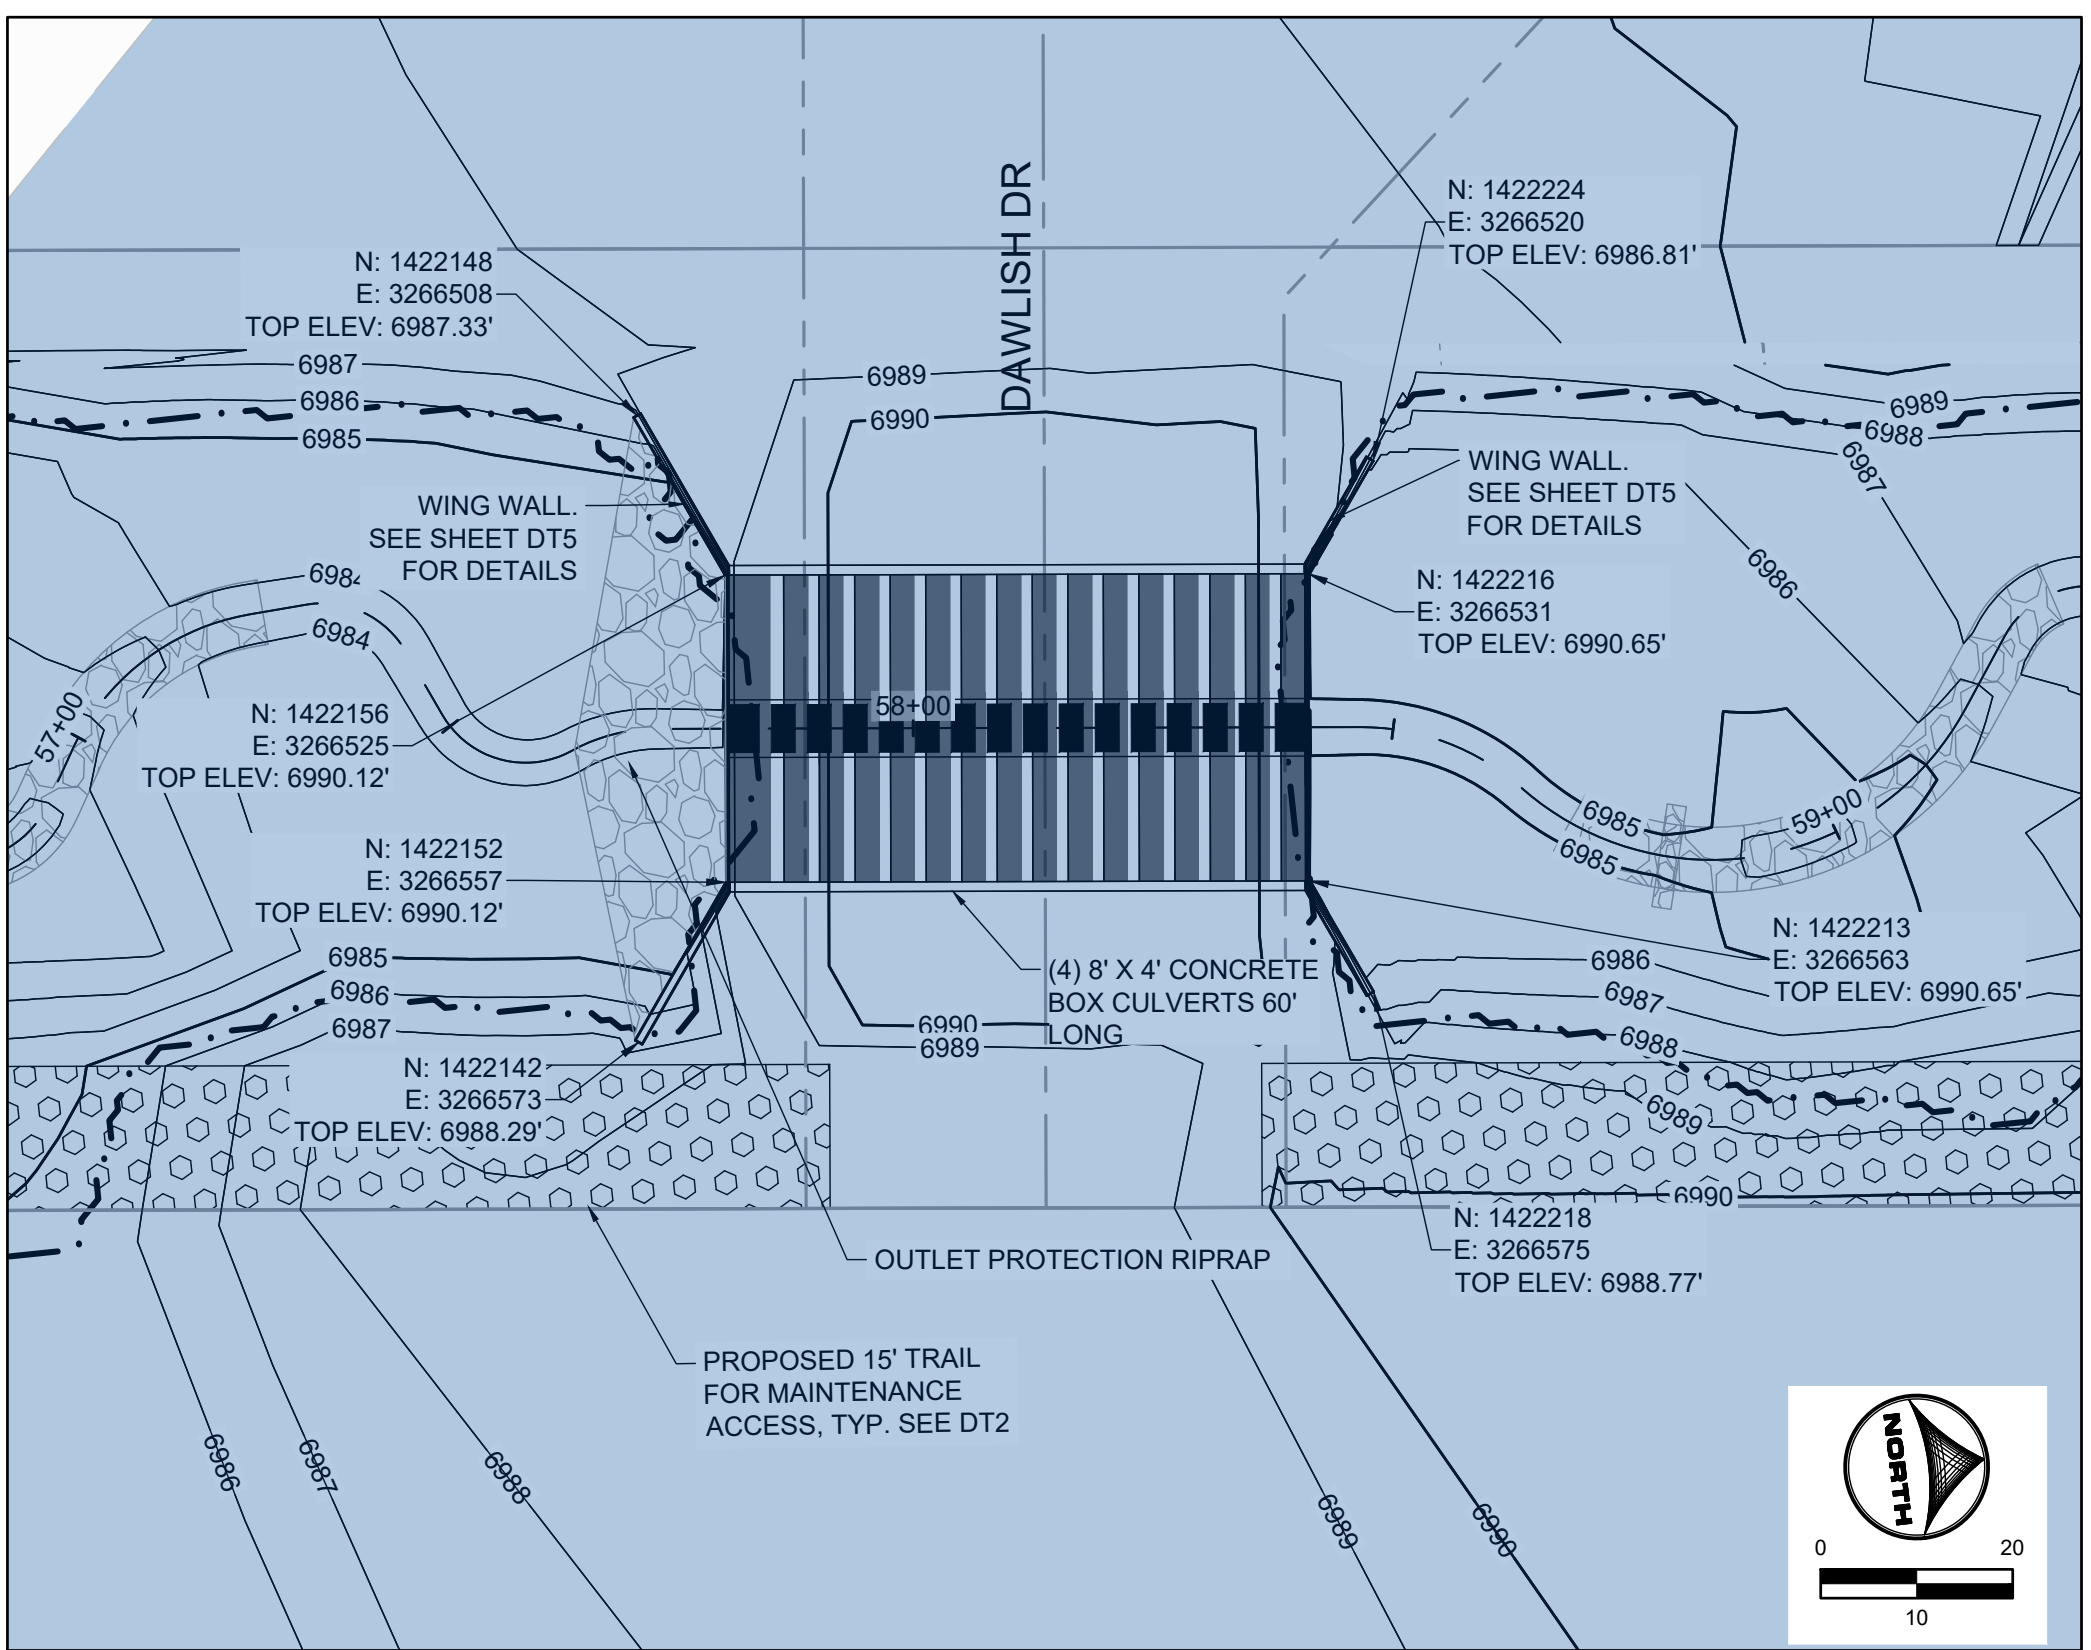 DAWLISH DR
N: 1422224
E: 3266520
TOP ELEV: 6986.81'
N: 1422148
E: 3266508
TOP ELEV: 6987.33'
6987
6986
6985
6989
6990
6989
6988
6987
6986
WING WALL.
SEE SHEET DT5
FOR DETAILS
WING WALL.
SEE SHEET DT5
FOR DETAILS
N: 1422216
E: 3266531
TOP ELEV: 6990.65'
6984
6984
57+00
58+00
59+00
N: 1422156
E: 3266525
TOP ELEV: 6990.12'
6985
6985
N: 1422152
E: 3266557
TOP ELEV: 6990.12'
N: 1422213
E: 3266563
TOP ELEV: 6990.65'
6985
6986
6987
(4) 8' X 4' CONCRETE
BOX CULVERTS 60'
LONG
6990
6989
6986
6987
6988
6989
6990
N: 1422142
E: 3266573
TOP ELEV: 6988.29'
N: 1422218
E: 3266575
TOP ELEV: 6988.77'
OUTLET PROTECTION RIPRAP
PROPOSED 15' TRAIL
FOR MAINTENANCE
ACCESS, TYP. SEE DT2
6986
6987
6988
6989
6990
NORTH
0
20
10